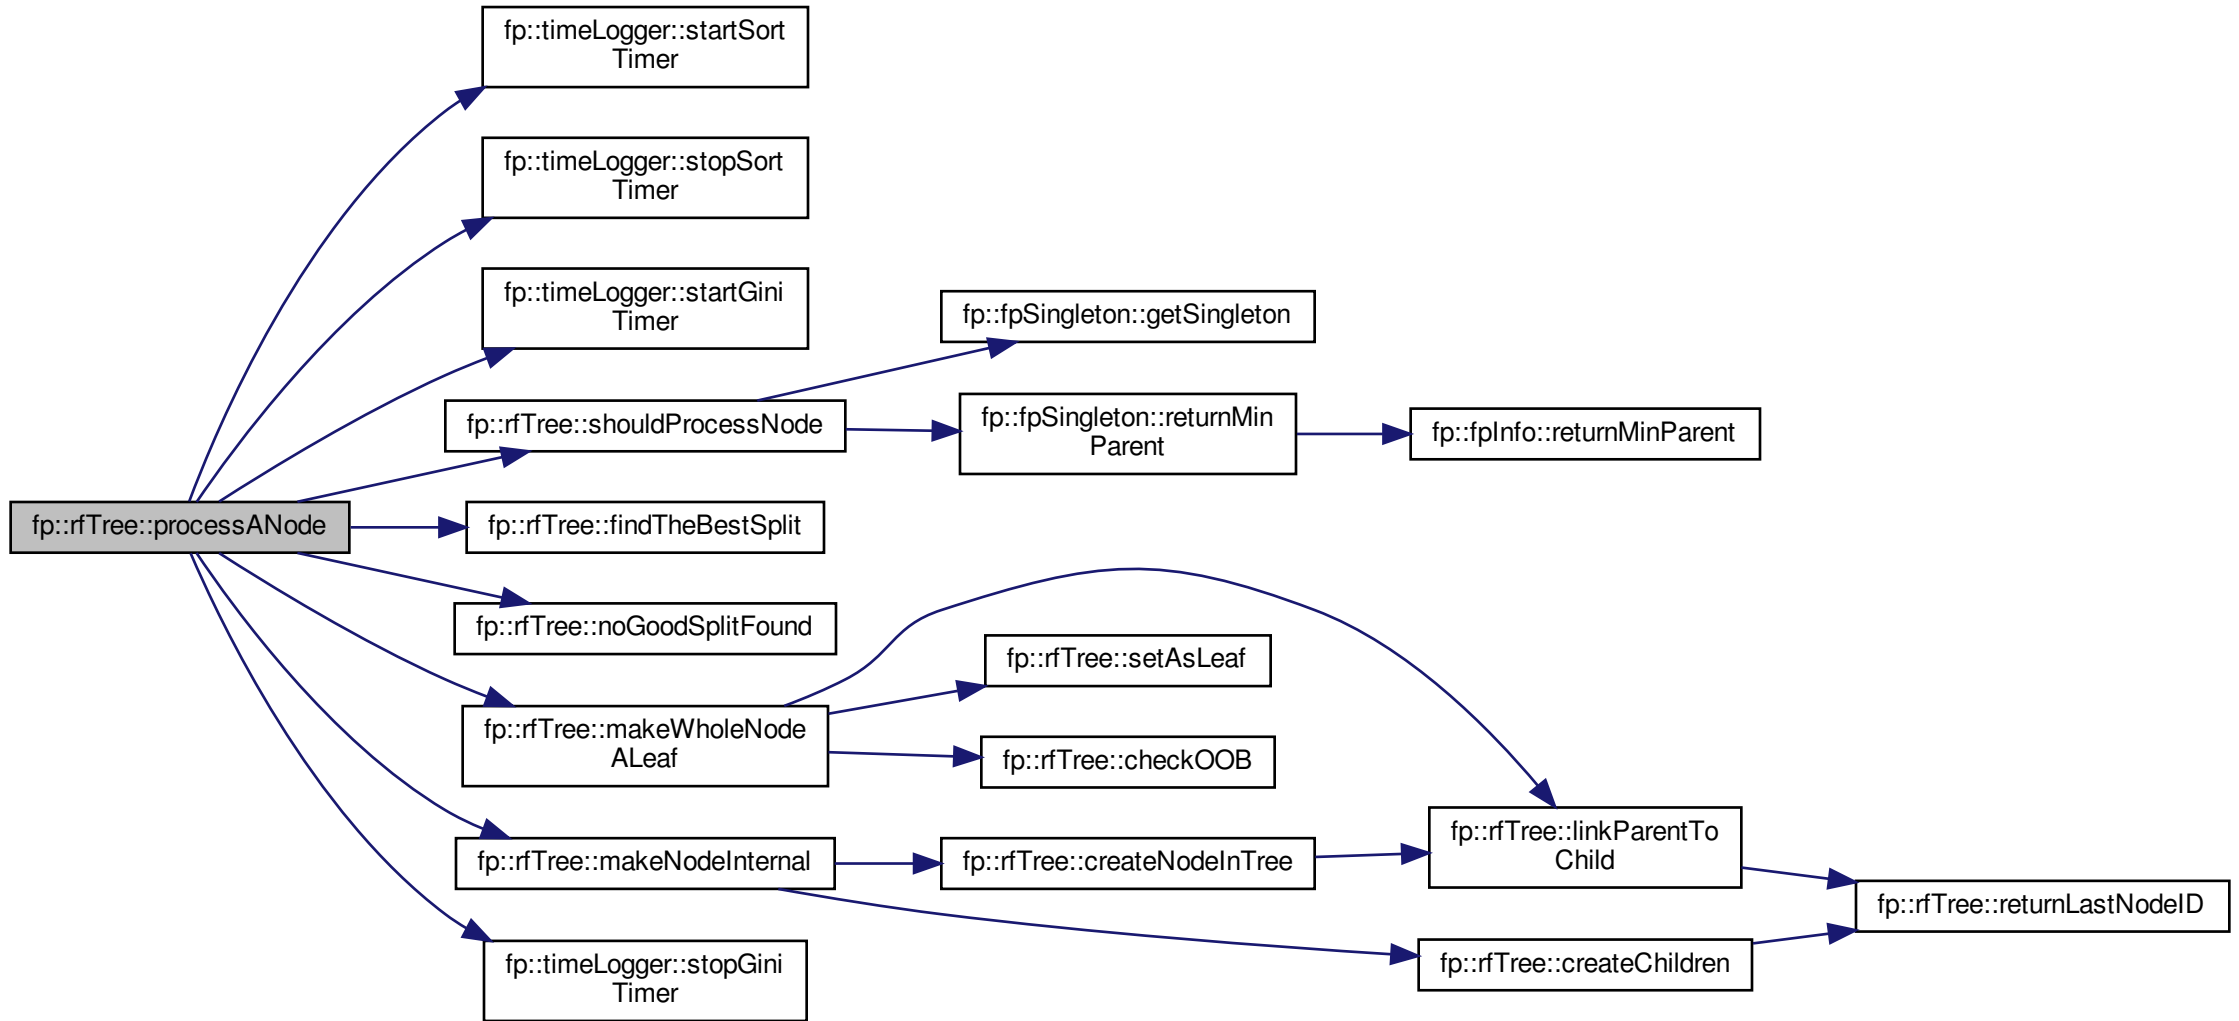 fp::timeLogger::startSort
Timer
fp::timeLogger::stopSort
Timer
fp::timeLogger::startGini
Timer
fp::fpSingleton::getSingleton
fp::rfTree::shouldProcessNode
fp::fpSingleton::returnMin
Parent
fp::fpInfo::returnMinParent
fp::rfTree::processANode
fp::rfTree::findTheBestSplit
fp::rfTree::noGoodSplitFound
fp::rfTree::setAsLeaf
fp::rfTree::makeWholeNode
ALeaf
fp::rfTree::checkOOB
fp::rfTree::linkParentTo
Child
fp::rfTree::makeNodeInternal
fp::rfTree::createNodeInTree
fp::rfTree::returnLastNodeID
fp::timeLogger::stopGini
Timer
fp::rfTree::createChildren